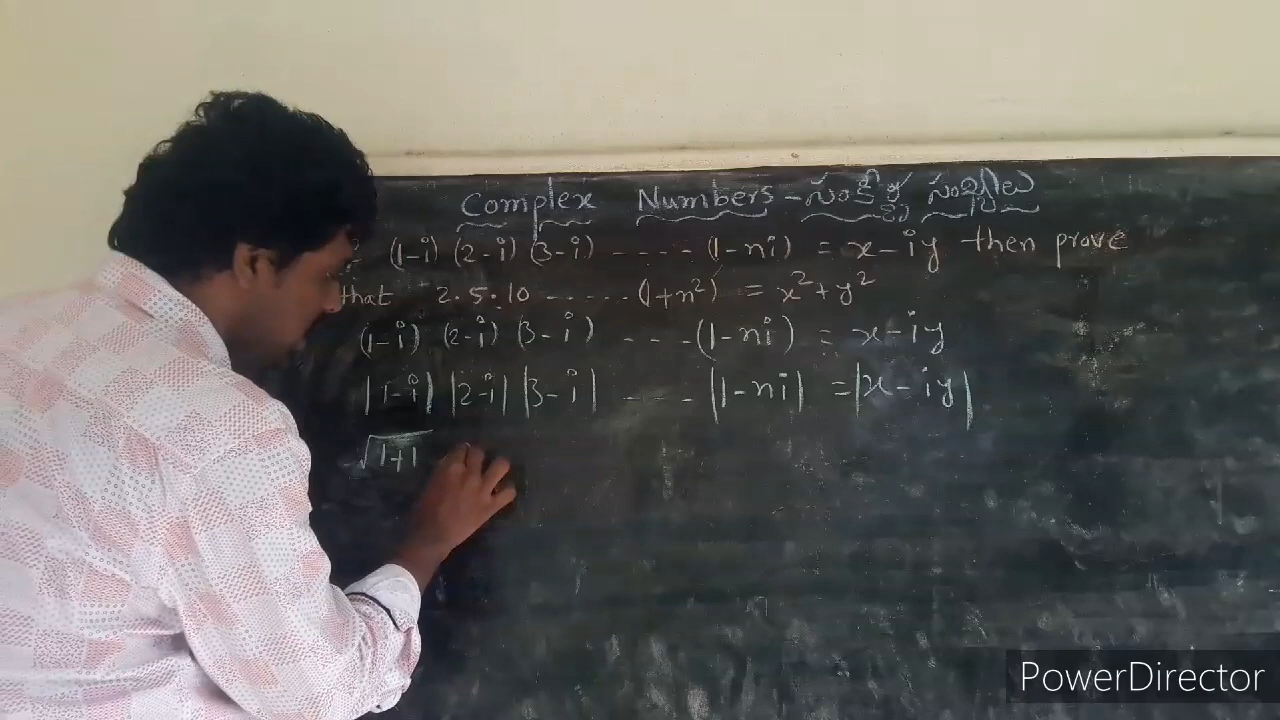 Complex Numbers - సంకీర్ణ సంఖ్యలు
(1-i) (2-i) (3-i) ----- (1-ni) = x-iy then prove
that 2.5.10 ...... (1+n²) = x²+y²
(1-i) (2-i) (3-i) ---(1-ni) = x-iy
|1-i| |2-i| |3-i| ---- |1-ni| = |x-iy|
√1+1
PowerDirector